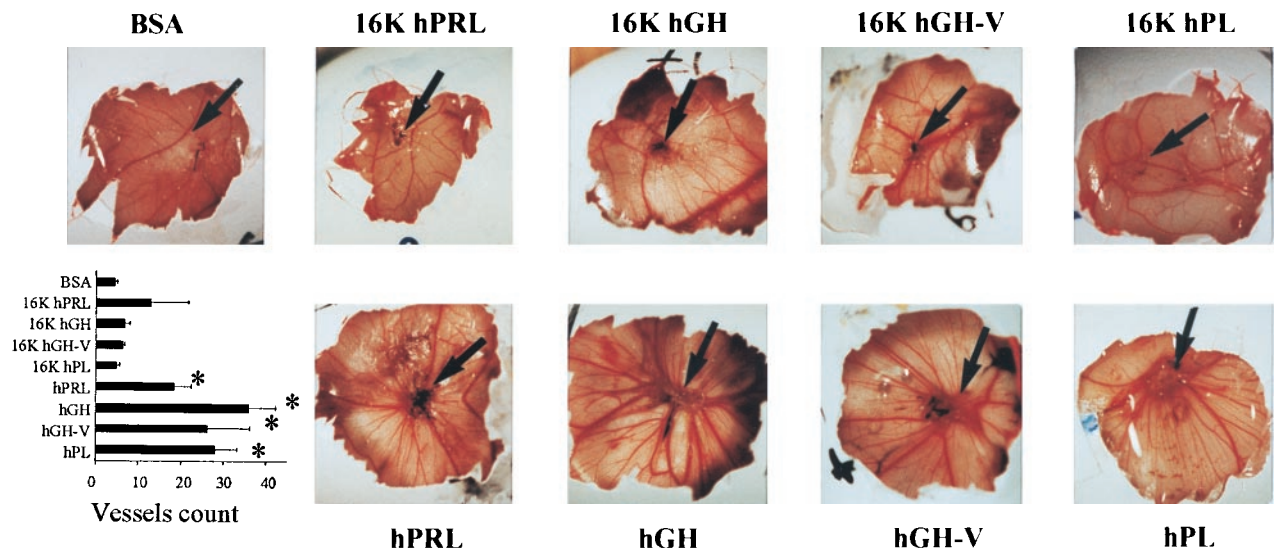 BSA 16K hPRL 16K hGH 16K hGH-V 16K hPL
BSA
16K hPRL
16K hGH
16K hGH-V
16K hPL
hPRL *
hGH *
hGH-V *
hPL *
0 10 20 30 40
Vessels count
hPRL hGH hGH-V hPL